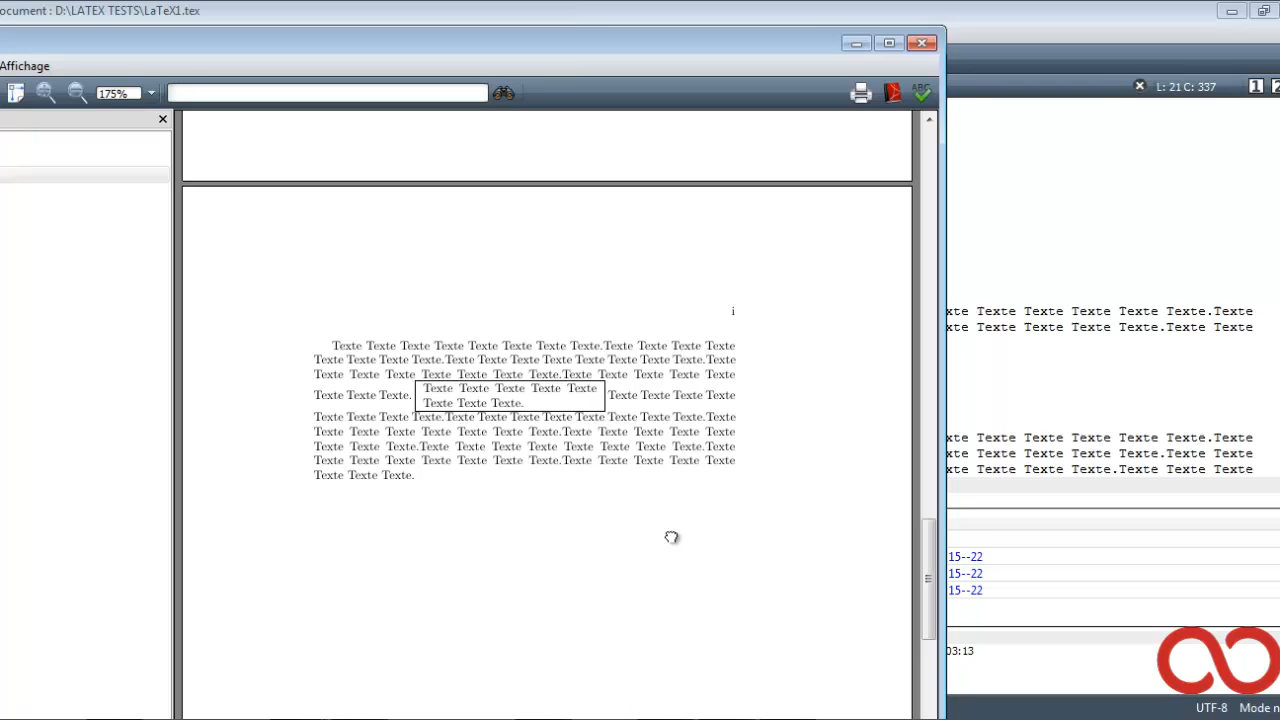 ocument : D:\LATEX TESTS\LaTeX1.tex
Affichage
175%
ABC
L: 21 C: 337
1
2
i
Texte Texte Texte Texte Texte Texte Texte Texte.Texte Texte Texte Texte
Texte Texte Texte Texte.Texte Texte Texte Texte Texte Texte Texte Texte.Texte
Texte Texte Texte Texte Texte Texte Texte.Texte Texte Texte Texte Texte
Texte Texte Texte.
Texte Texte Texte Texte Texte
Texte Texte Texte.
Texte Texte Texte Texte
Texte Texte Texte Texte.Texte Texte Texte Texte Texte Texte Texte Texte.Texte
Texte Texte Texte Texte Texte Texte Texte.Texte Texte Texte Texte Texte
Texte Texte Texte.Texte Texte Texte Texte Texte Texte Texte Texte.Texte
Texte Texte Texte Texte Texte Texte Texte.Texte Texte Texte Texte Texte
Texte Texte Texte.
xte Texte Texte Texte Texte Texte.Texte
xte Texte Texte Texte Texte.Texte Texte
xte Texte Texte Texte Texte Texte.Texte
xte Texte Texte Texte Texte.Texte Texte
xte Texte Texte Texte.Texte Texte Texte
15--22
15--22
15--22
03:13
UTF-8
Mode n